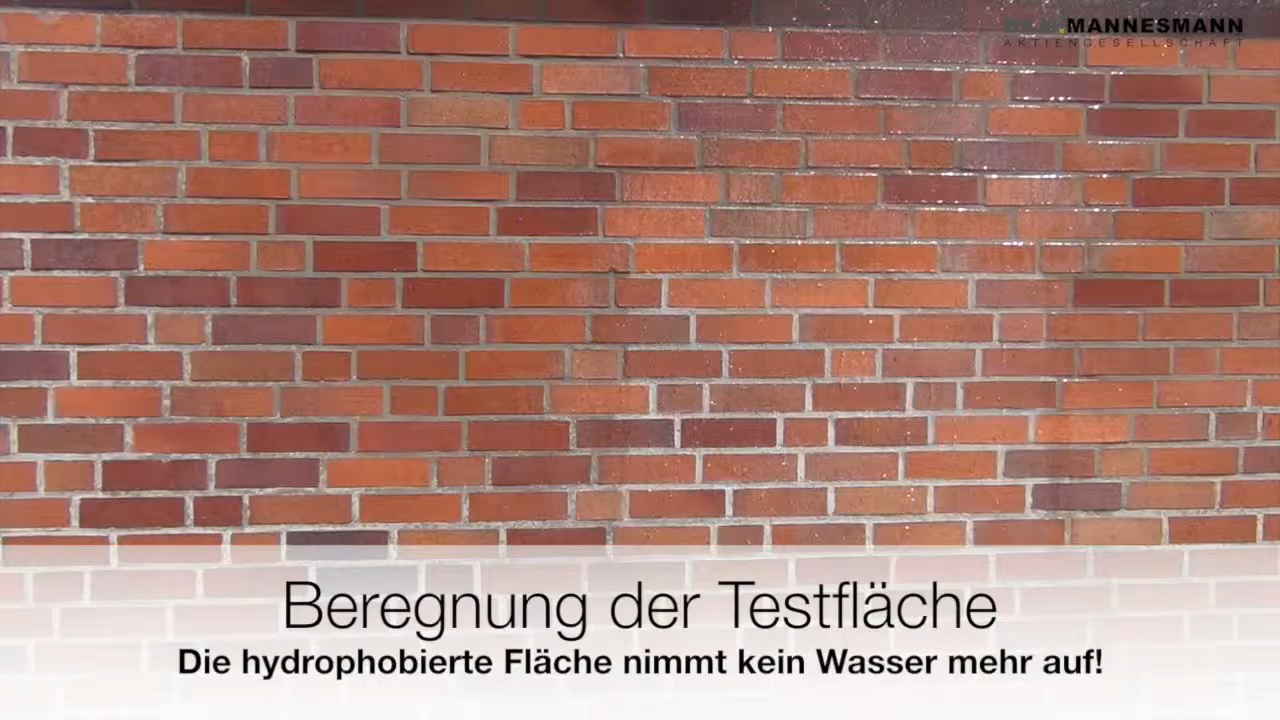 MANNESMANN
AKTIENGESELLSCHAFT
Beregnung der Testfläche
Die hydrophobierte Fläche nimmt kein Wasser mehr auf!